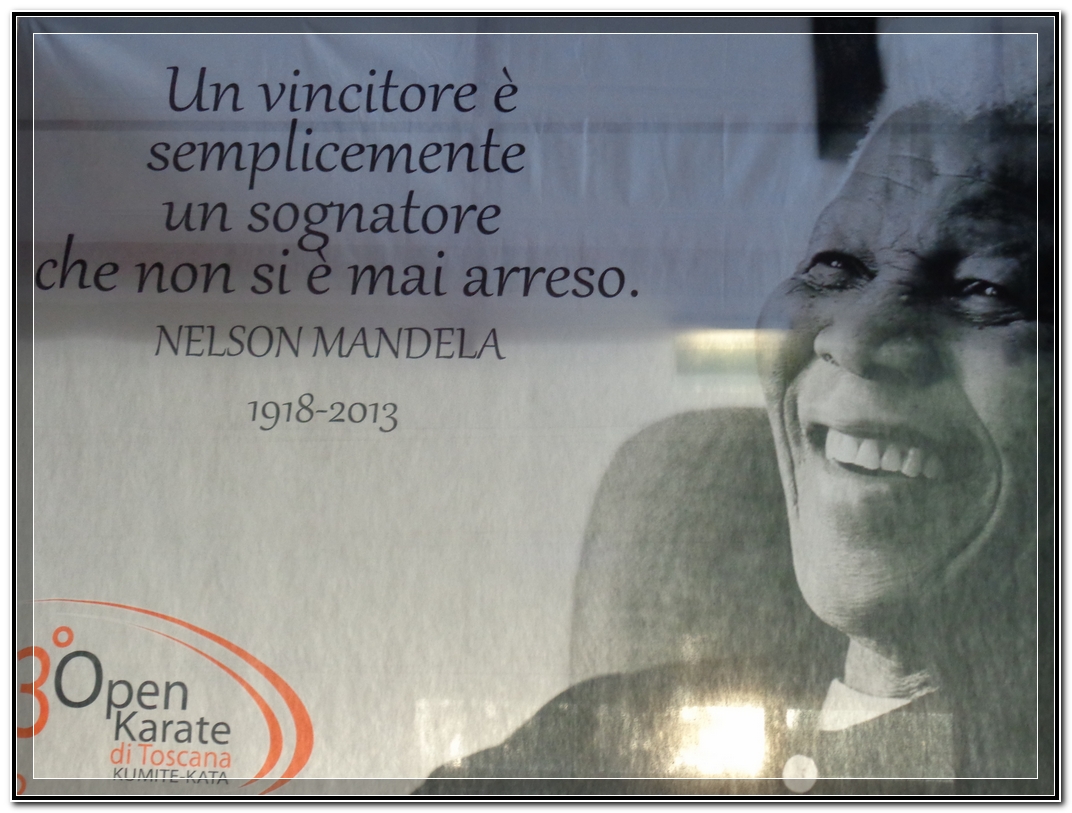 Un vincitore è
semplicemente
un sognatore
che non si è mai arreso.
NELSON MANDELA
1918-2013
3° Open
Karate
di Toscana
KUMITE-KATA